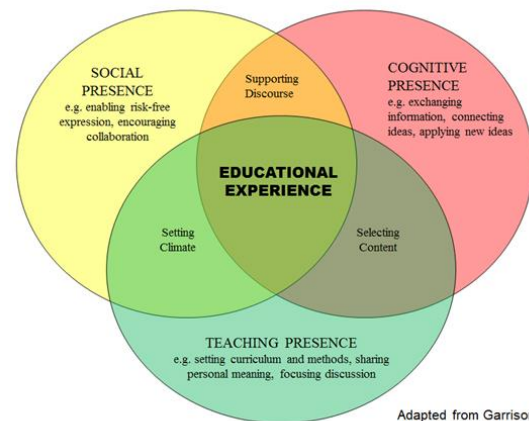 SOCIAL
PRESENCE
e.g. enabling risk-free
expression, encouraging
collaboration
Supporting
Discourse
COGNITIVE
PRESENCE
e.g. exchanging
information, connecting
ideas, applying new ideas
EDUCATIONAL
EXPERIENCE
Setting
Climate
Selecting
Content
TEACHING PRESENCE
e.g. setting curriculum and methods, sharing
personal meaning, focusing discussion
Adapted from Garrison